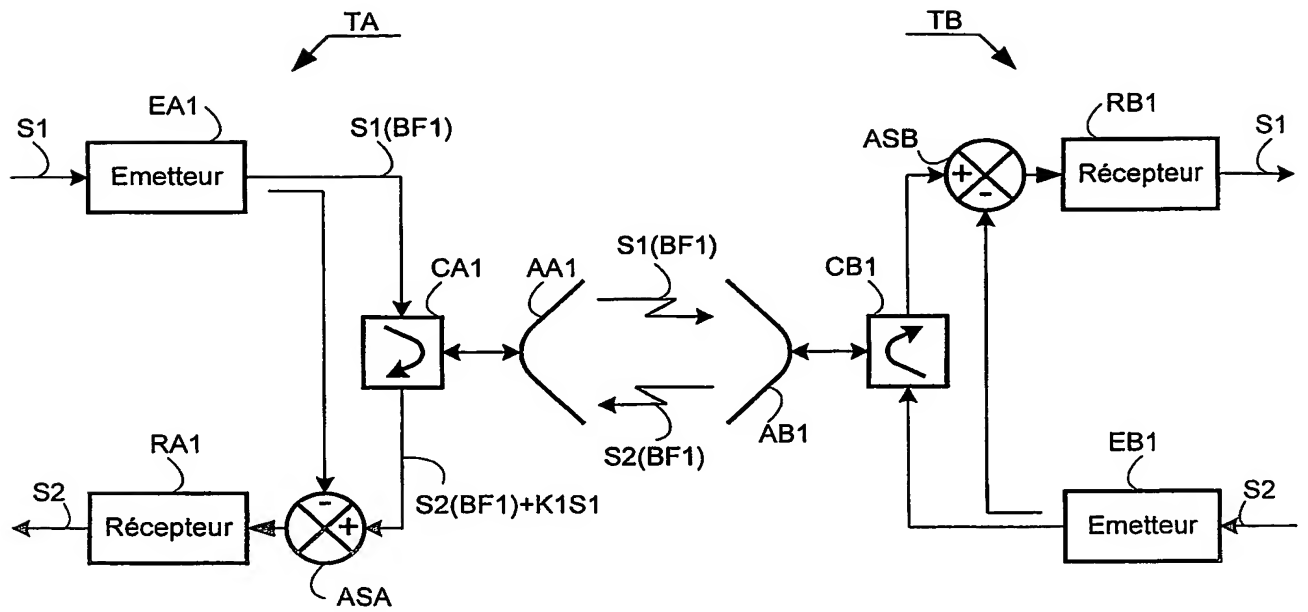 TA
TB
EA1
S1
S1(BF1)
Emetteur
RB1
ASB
S1
+
-
Récepteur
CA1
AA1
S1(BF1)
CB1
S2(BF1)
AB1
RA1
S2
Récepteur
-
+
S2(BF1)+K1S1
ASA
EB1
S2
Emetteur